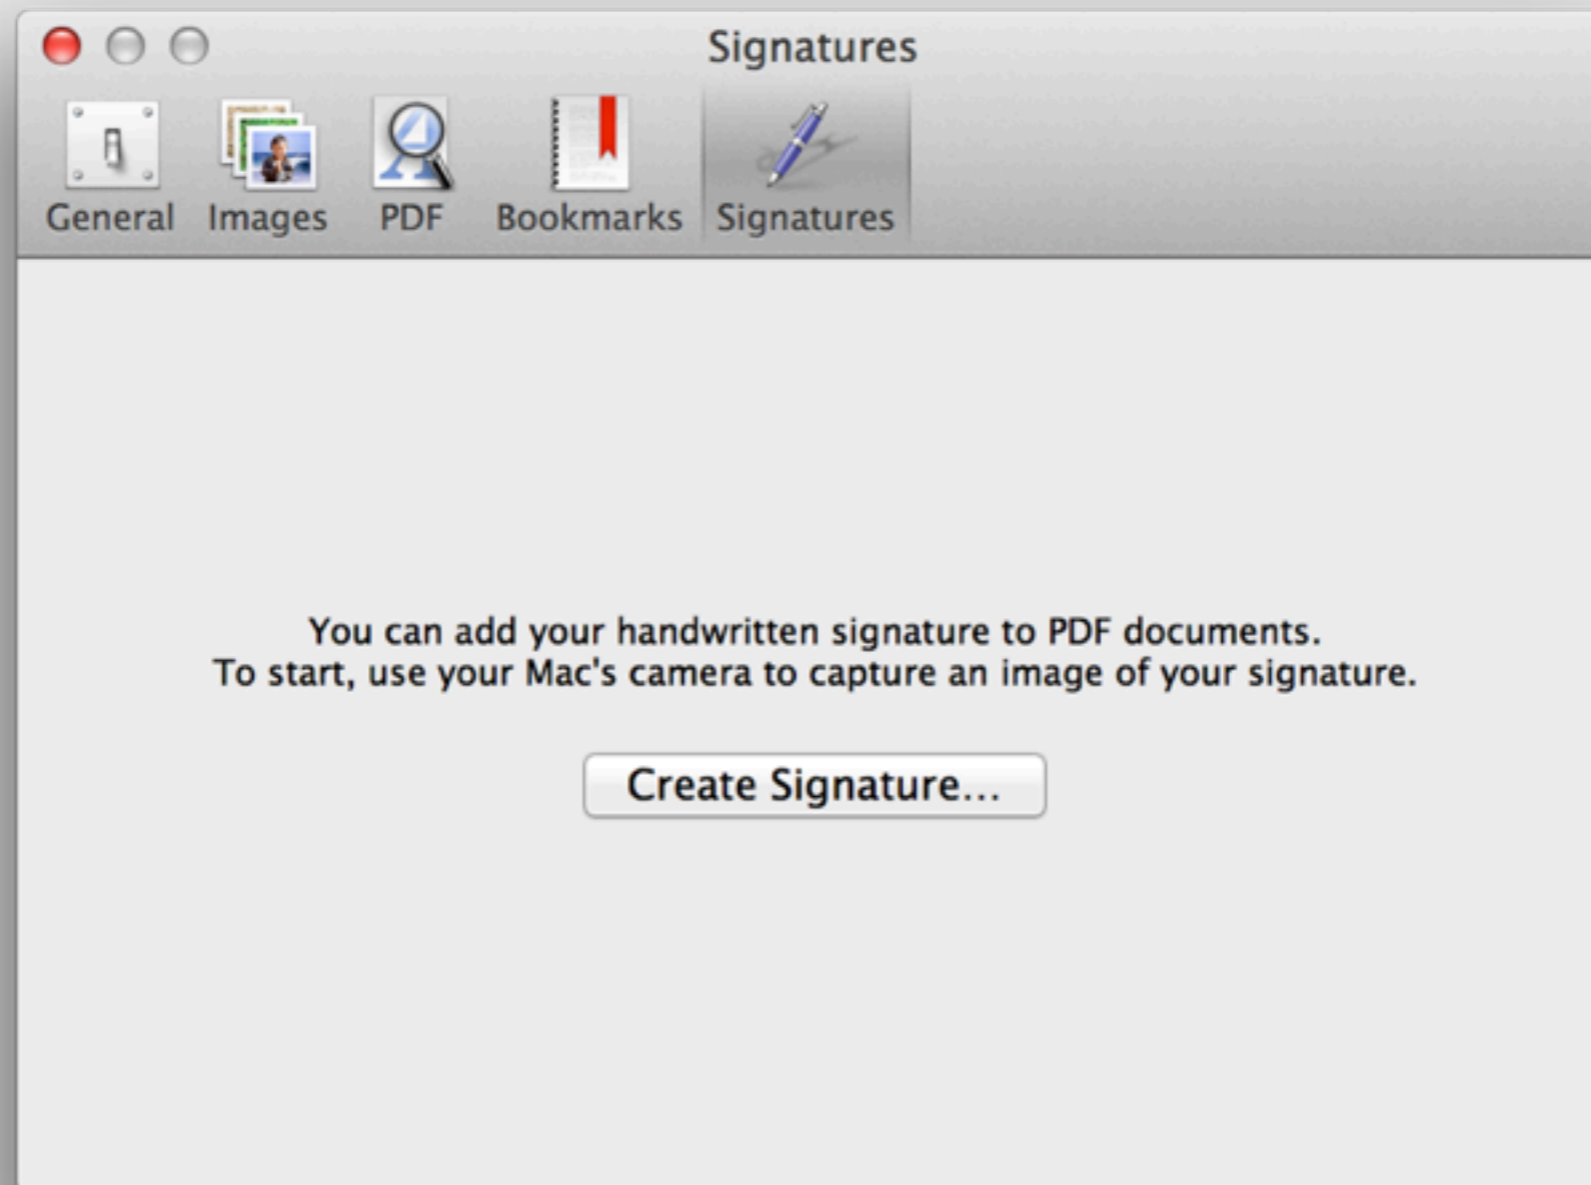 Signatures
General
Images
PDF
Bookmarks
Signatures
You can add your handwritten signature to PDF documents.
To start, use your Mac's camera to capture an image of your signature.
Create Signature...